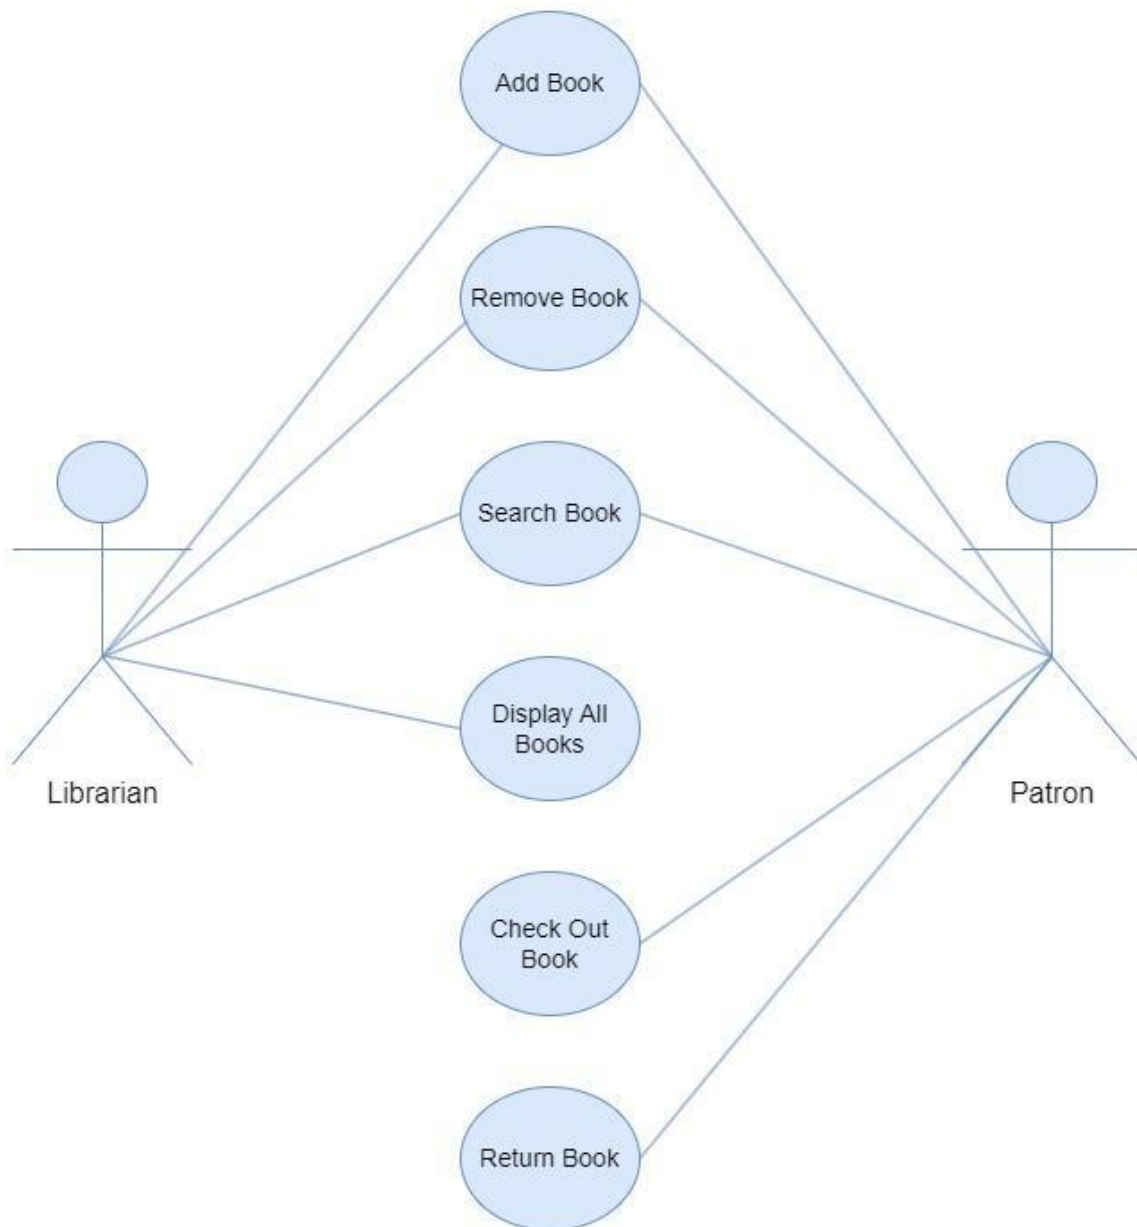 Add Book
Remove Book
Search Book
Display All
Books
Librarian
Patron
Check Out
Book
Return Book